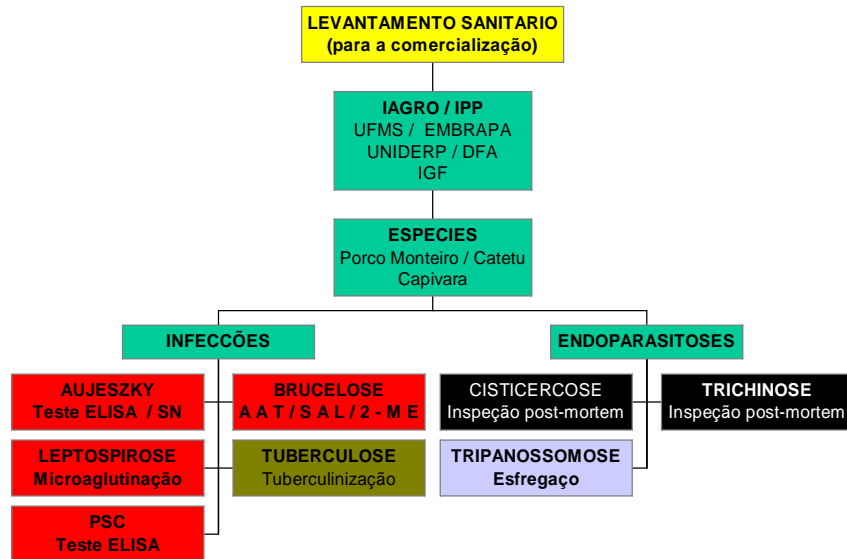 LEVANTAMENTO SANITARIO
(para a comercialização)
IAGRO / IPP
UFMS / EMBRAPA
UNIDERP / DFA
IGF
ESPECIES
Porco Monteiro / Catetu
Capivara
INFECCÕES
AUJESZKY
Teste ELISA / SN
BRUCELOSE
A A T / S A L / 2 - M E
LEPTOSPIROSE
Microaglutinação
TUBERCULOSE
Tuberculinização
PSC
Teste ELISA
ENDOPARASITOSES
CISTICERCOSE
Inspeção post-mortem
TRICHINOSE
Inspeção post-mortem
TRIPANOSSOMOSE
Esfregaço